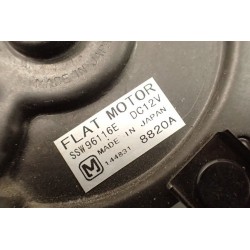 FLAT MOTOR
SSW96116E DC12V
MADE IN JAPAN
M 144831 8820A